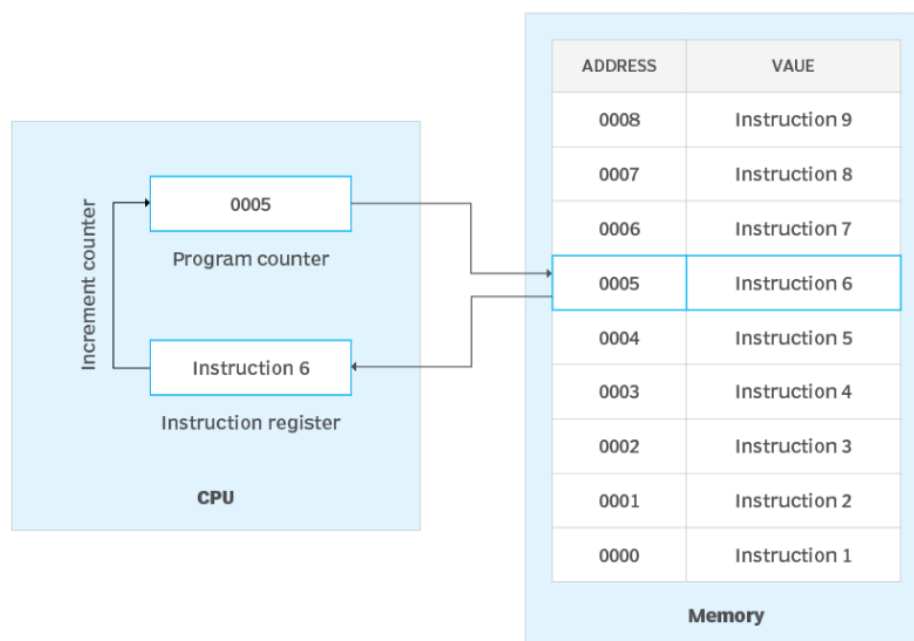 ADDRESS VAUE
0008 Instruction 9
0007 Instruction 8
0006 Instruction 7
0005 Instruction 6
0004 Instruction 5
0003 Instruction 4
0002 Instruction 3
0001 Instruction 2
0000 Instruction 1
Memory
Increment counter
0005
Program counter
Instruction 6
Instruction register
CPU